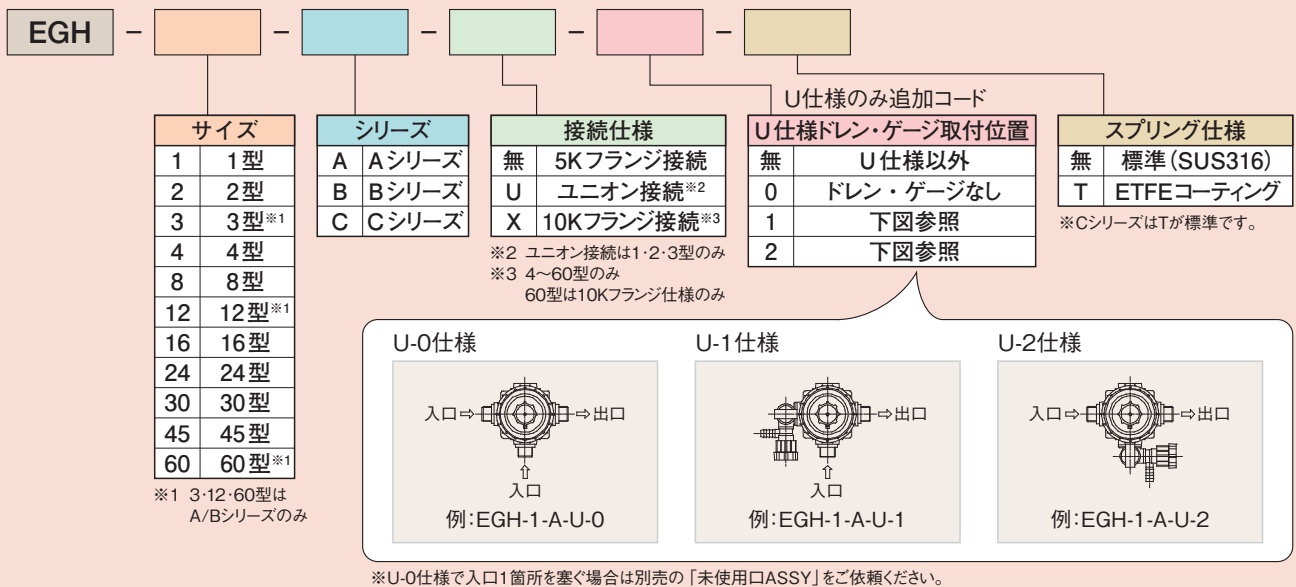 EGH － － － － －
U仕様のみ追加コード
サイズ
1 1型
2 2型
3 3型※1
4 4型
8 8型
12 12型※1
16 16型
24 24型
30 30型
45 45型
60 60型※1
※1 3・12・60型は
A/Bシリーズのみ
シリーズ
A Aシリーズ
B Bシリーズ
C Cシリーズ
接続仕様
無 5Kフランジ接続
U ユニオン接続※2
X 10Kフランジ接続※3
※2 ユニオン接続は1・2・3型のみ
※3 4～60型のみ
60型は10Kフランジ仕様のみ
U仕様ドレン・ゲージ取付位置
無 U仕様以外
0 ドレン・ゲージなし
1 下図参照
2 下図参照
スプリング仕様
無 標準（SUS316）
T ETFEコーティング
※CシリーズはTが標準です。
U-0仕様
入口⇨ ⇨出口
⇧
入口
例：EGH-1-A-U-0
U-1仕様
⇨出口
⇧
入口
例：EGH-1-A-U-1
U-2仕様
入口⇨ ⇨出口
例：EGH-1-A-U-2
※U-0仕様で入口1箇所を塞ぐ場合は別売の「未使用口ASSY」をご依頼ください。